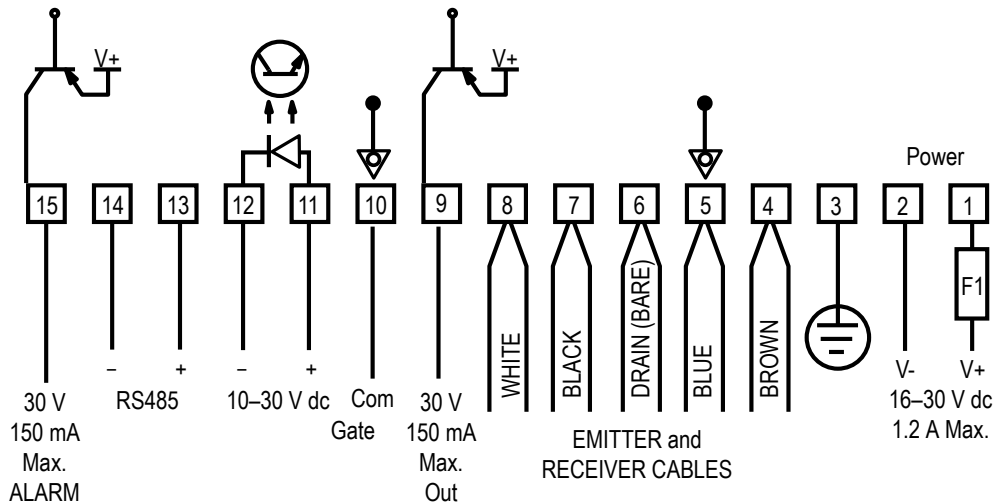 V+
V+
Power
15
14
13
12
11
10
9
8
7
6
5
4
3
2
1
F1
WHITE
BLACK
DRAIN (BARE)
BLUE
BROWN
– +
RS485
– +
10–30 V dc
Com
Gate
30 V
150 mA
Max.
ALARM
30 V
150 mA
Max.
Out
EMITTER and
RECEIVER CABLES
V- V+
16–30 V dc
1.2 A Max.